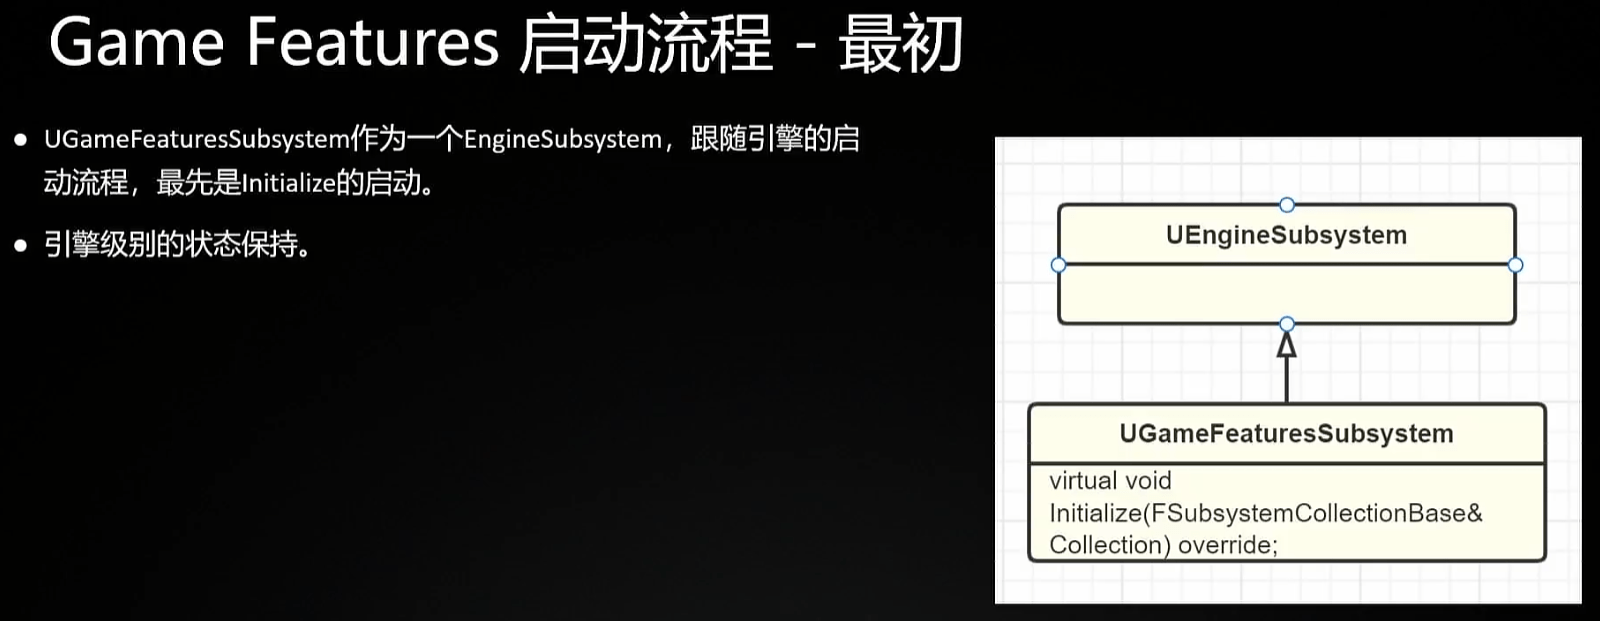 Game Features 启动流程 - 最初
● UGameFeaturesSubsystem作为一个EngineSubsystem，跟随引擎的启
动流程，最先是Initialize的启动。
● 引擎级别的状态保持。
UEngineSubsystem
UGameFeaturesSubsystem
virtual void
Initialize(FSubsystemCollectionBase&
Collection) override;